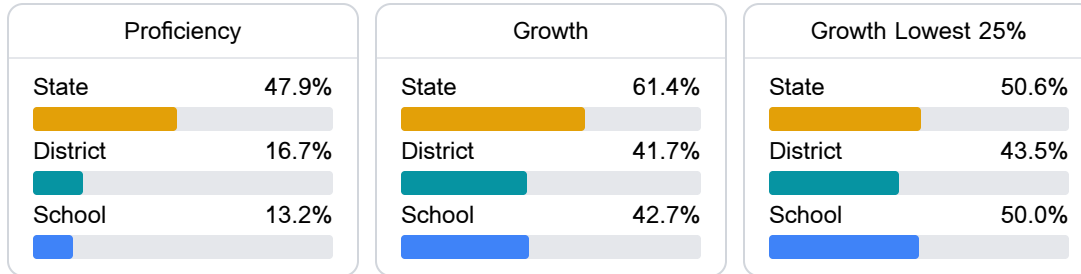 Proficiency
State 47.9%
District 16.7%
School 13.2%
Growth
State 61.4%
District 41.7%
School 42.7%
Growth Lowest 25%
State 50.6%
District 43.5%
School 50.0%